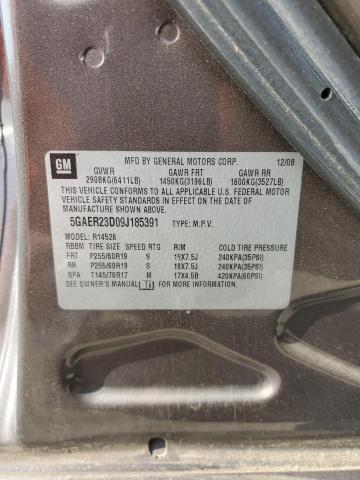 GM MFD BY GENERAL MOTORS CORP. 12/08
GVWR GAWR FRT GAWR RR
2908KG(6411LB) 1450KG(3196LB) 1600KG(3527LB)
THIS VEHICLE CONFORMS TO ALL APPLICABLE U.S. FEDERAL MOTOR
VEHICLE SAFETY STANDARDS IN EFFECT ON THE DATE OF
MANUFACTURE SHOWN ABOVE.
5GAER23D09J185391 TYPE: M.P.V.
MODEL: R14526
RBBM TIRE SIZE SPEED RTG RIM COLD TIRE PRESSURE
FRT P255/60R19 S 19X7.5J 240KPA(35PSI)
RR P255/60R19 S 19X7.5J 240KPA(35PSI)
SPA T145/70R17 M 17X4.5B 420KPA(60PSI)
SEE OWNER'S MANUAL FOR MORE INFORMATION.